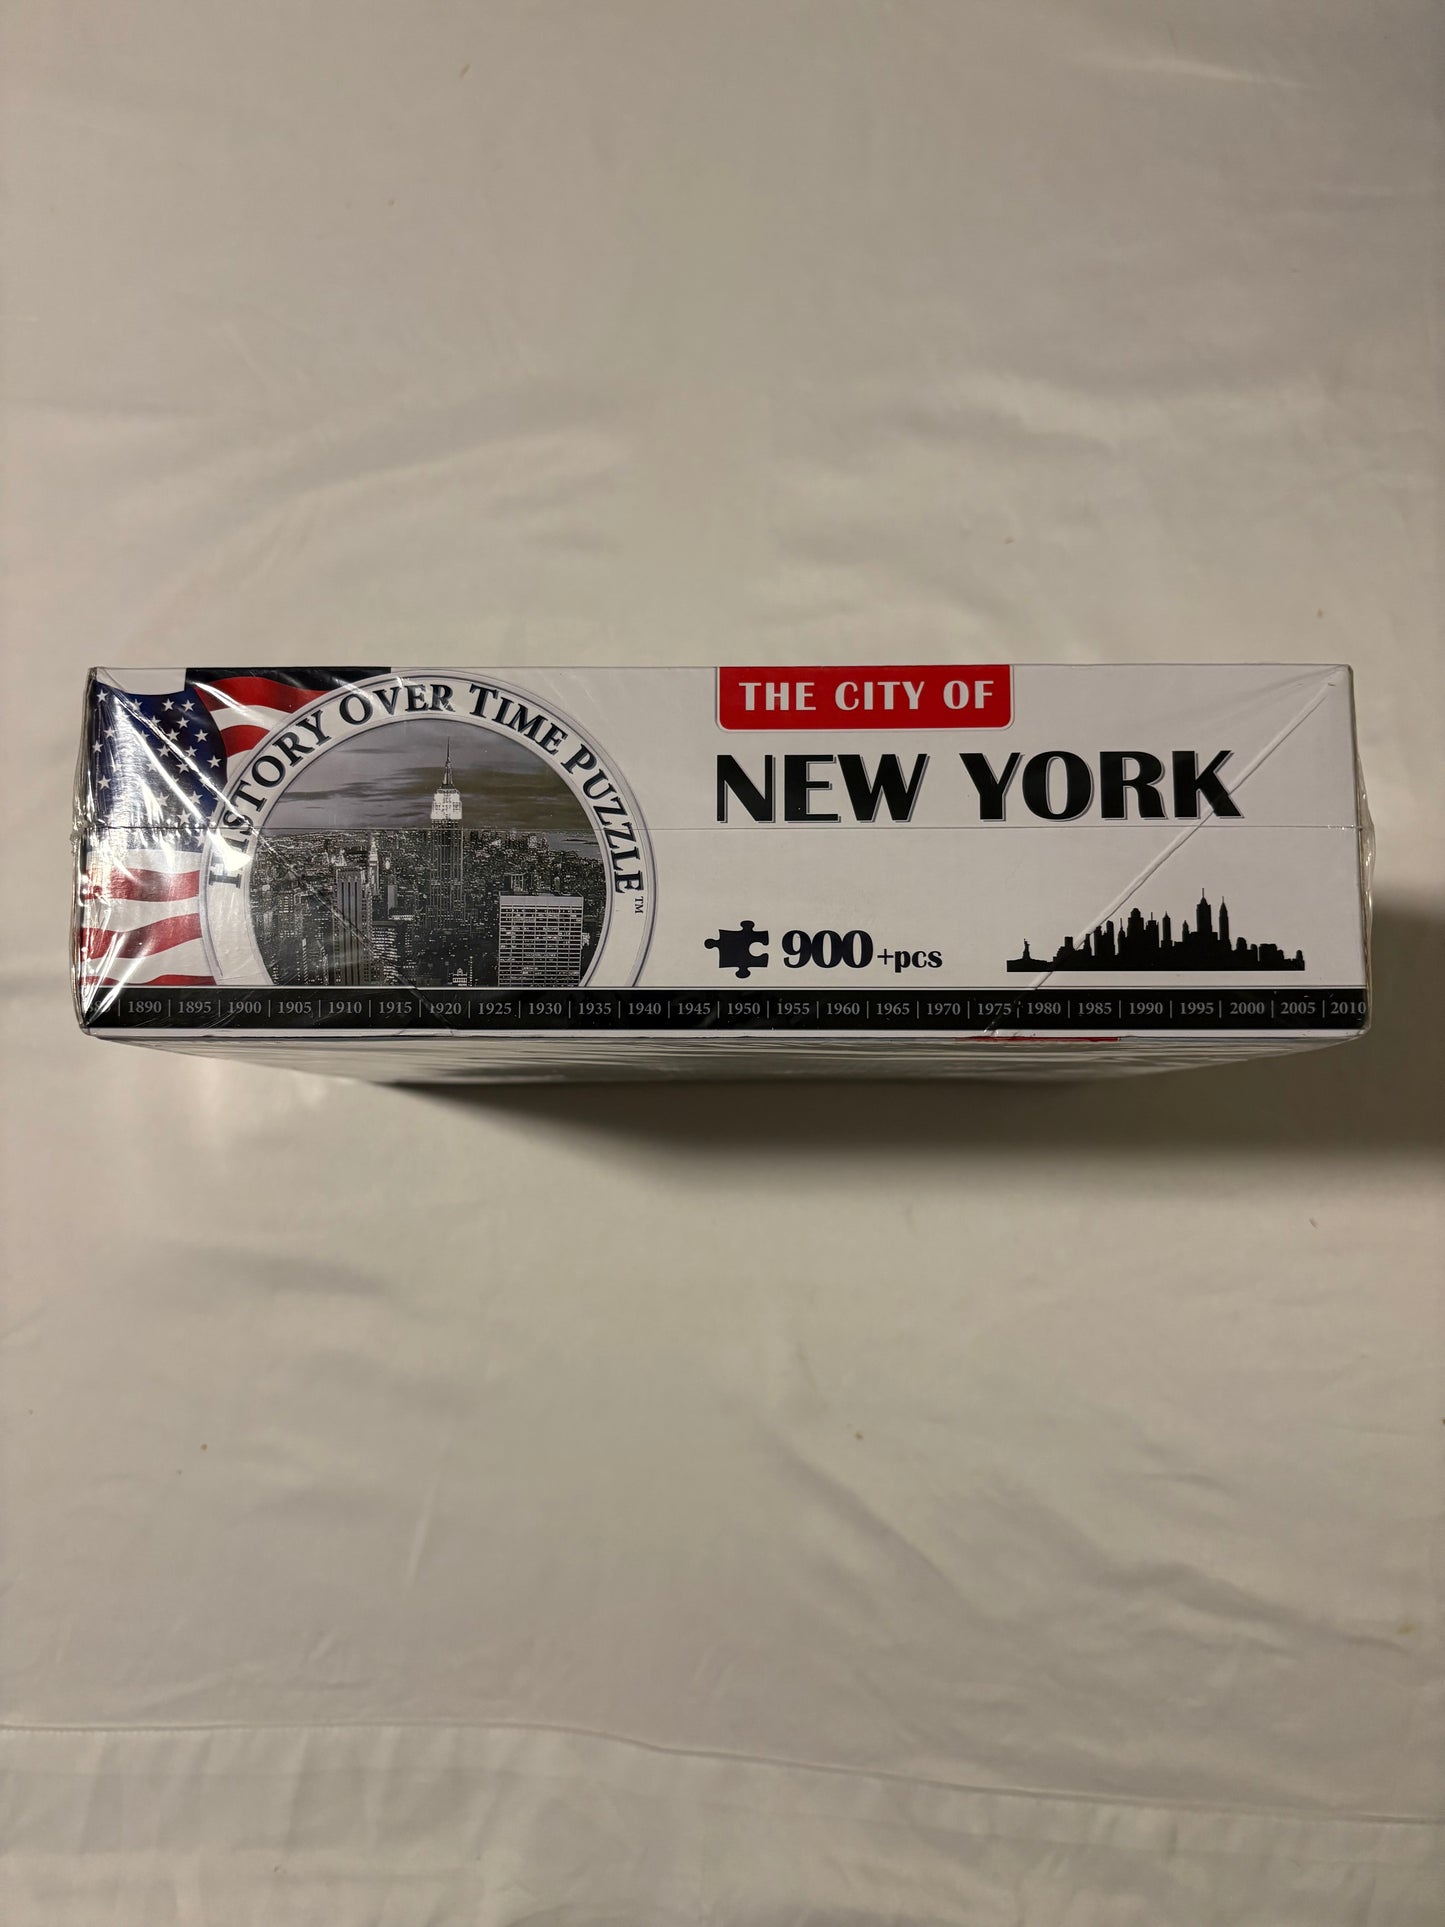 HISTORY OVER TIME PUZZLE™
THE CITY OF
NEW YORK
900+pcs
1890 | 1895 | 1900 | 1905 | 1910 | 1915 | 1920 | 1925 | 1930 | 1935 | 1940 | 1945 | 1950 | 1955 | 1960 | 1965 | 1970 | 1975 | 1980 | 1985 | 1990 | 1995 | 2000 | 2005 | 2010